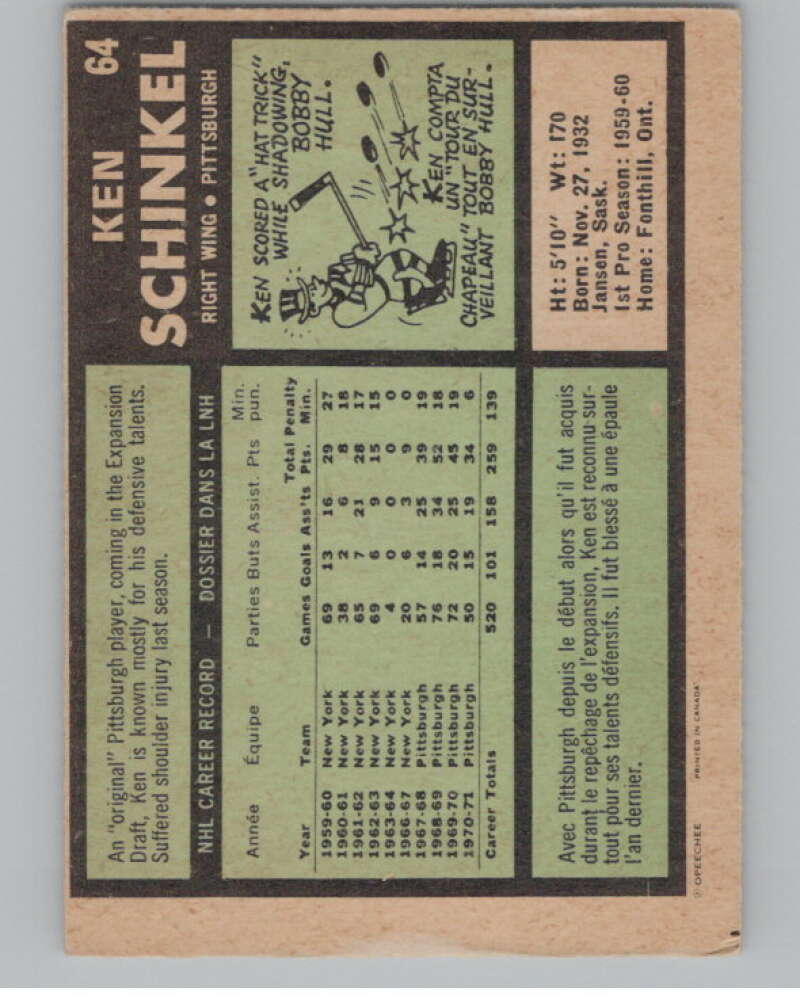 KEN 64
SCHINKEL
RIGHT WING • PITTSBURGH
An "original" Pittsburgh player, coming in the Expansion
Draft, Ken is known mostly for his defensive talents.
Suffered shoulder injury last season.
NHL CAREER RECORD — DOSSIER DANS LA LNH
Année Équipe Parties Buts Assist. Pts Min. pun.
Year Team Games Goals Ass'ts Total Pts. Penalty Min.
1959-60 New York 69 13 16 29 27
1960-61 New York 38 2 6 8 18
1961-62 New York 65 7 21 28 17
1962-63 New York 69 6 9 15 15
1963-64 New York 4 0 0 0 0
1966-67 New York 20 6 3 9 0
1967-68 Pittsburgh 57 14 25 39 19
1968-69 Pittsburgh 76 18 34 52 18
1969-70 Pittsburgh 72 20 25 45 19
1970-71 Pittsburgh 50 15 19 34 6
Career Totals 520 101 158 259 139
KEN SCORED A "HAT TRICK"
WHILE SHADOWING,
BOBBY
HULL.
KEN COMPTA
UN "TOUR DU
CHAPEAU" TOUT EN SUR-
VEILLANT BOBBY HULL.
Avec Pittsburgh depuis le début alors qu'il fut acquis
durant le repêchage de l'expansion, Ken est reconnu sur-
tout pour ses talents défensifs. Il fut blessé à une épaule
l'an dernier.
Ht: 5'10" Wt: 170
Born: Nov. 27, 1932
Jansen, Sask.
1st Pro Season: 1959-60
Home: Fonthill, Ont.
© OPEECHEE PRINTED IN CANADA